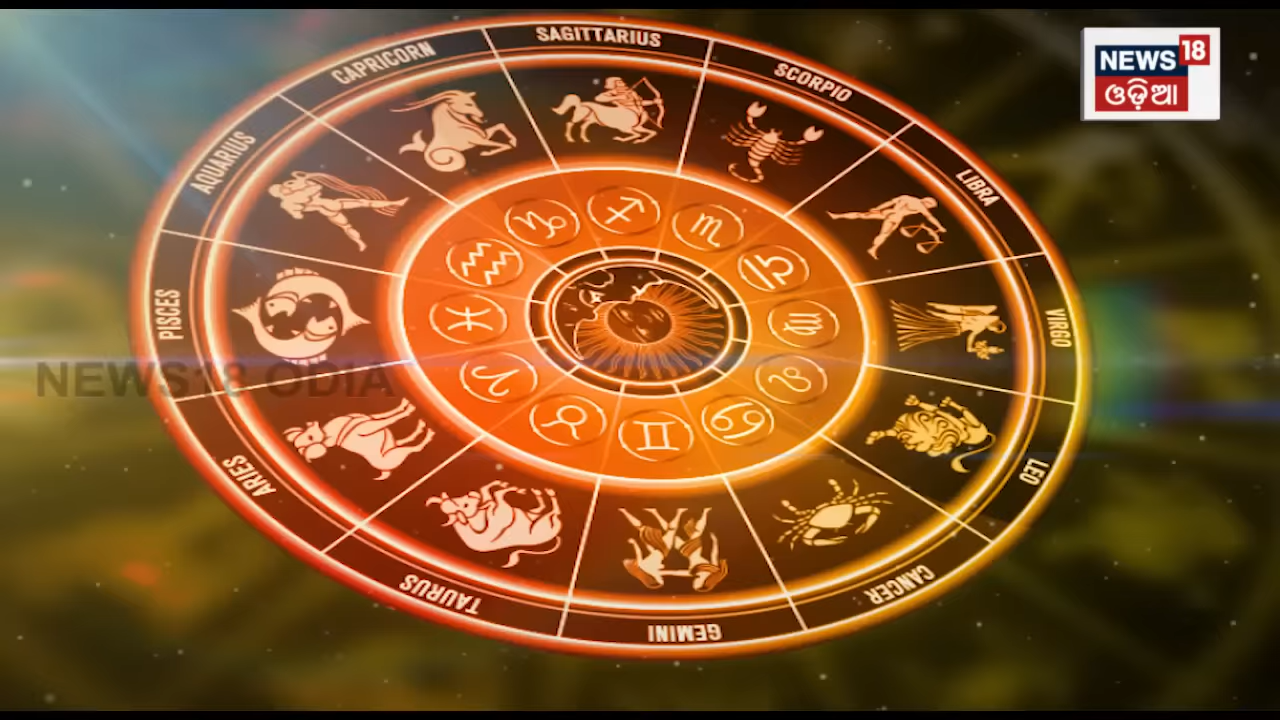 SAGITTARIUS
CAPRICORN
SCORPIO
NEWS 18
ଓଡ଼ିଆ
AQUARIUS
LIBRA
PISCES
VIRGO
NEWS18 ODIA
ARIES
LEO
TAURUS
CANCER
GEMINI